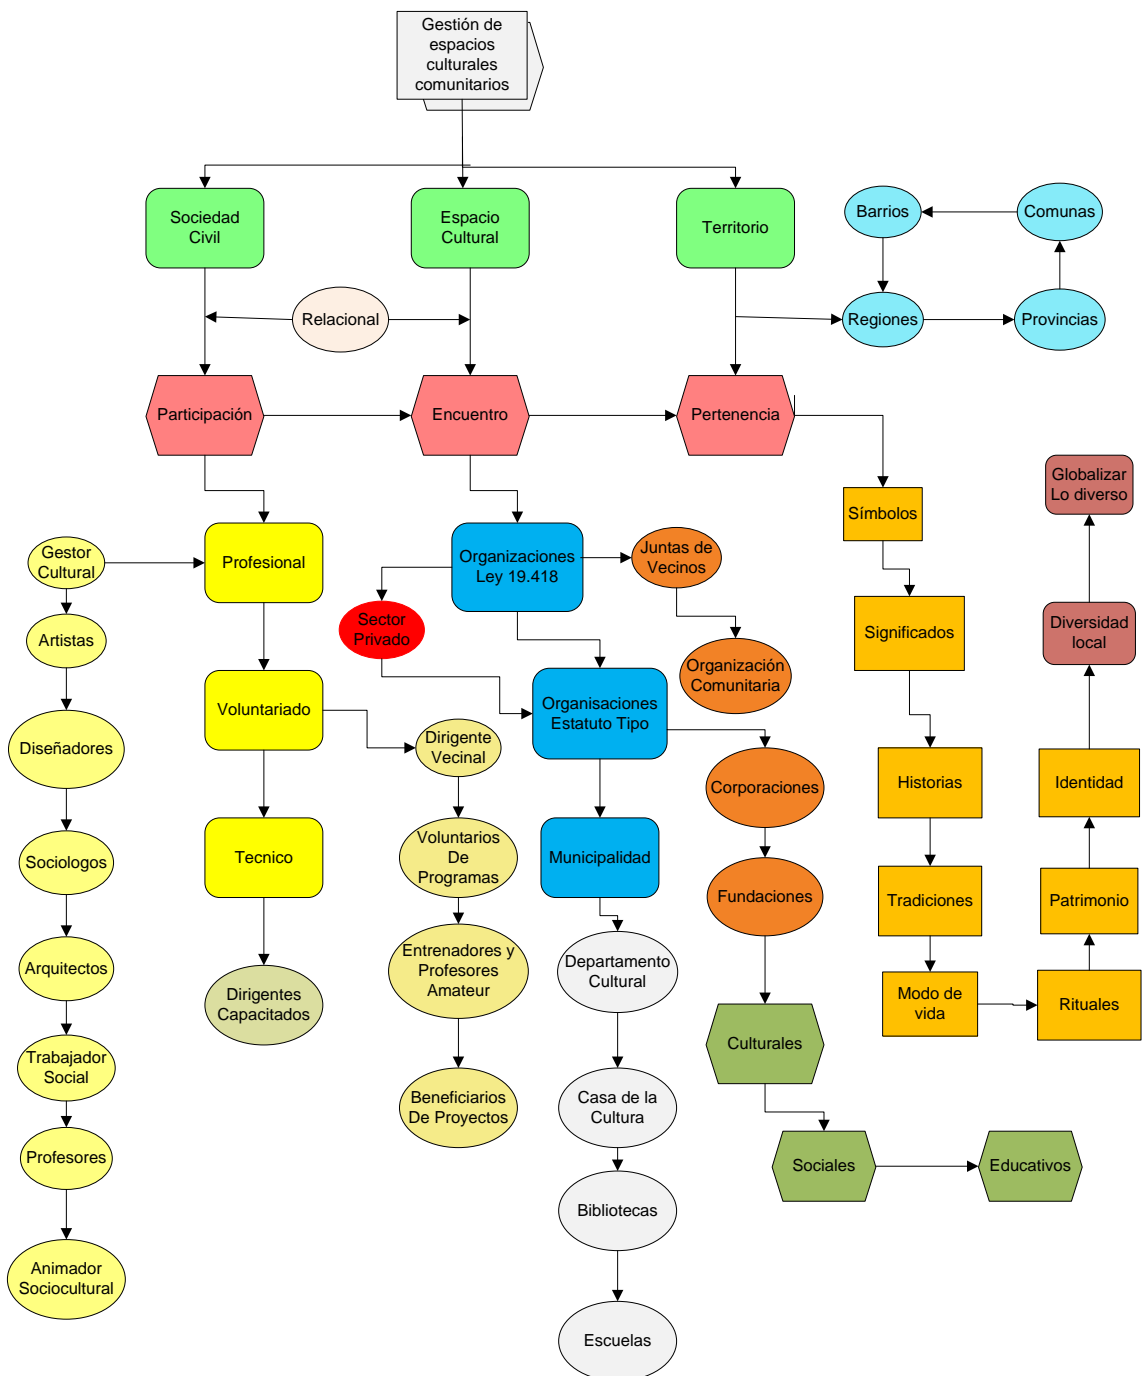 Gestión de
espacios
culturales
comunitarios
Sociedad
Civil
Espacio
Cultural
Territorio
Barrios
Comunas
Relacional
Regiones
Provincias
Participación
Encuentro
Pertenencia
Globalizar
Lo diverso
Símbolos
Gestor
Cultural
Profesional
Organizaciones
Ley 19.418
Juntas de
Vecinos
Sector
Privado
Artistas
Significados
Diversidad
local
Organización
Comunitaria
Voluntariado
Organisaciones
Estatuto Tipo
Diseñadores
Dirigente
Vecinal
Corporaciones
Historias
Identidad
Sociologos
Tecnico
Voluntarios
De
Programas
Municipalidad
Fundaciones
Tradiciones
Patrimonio
Arquitectos
Dirigentes
Capacitados
Entrenadores y
Profesores
Amateur
Departamento
Cultural
Modo de
vida
Rituales
Culturales
Trabajador
Social
Beneficiarios
De Proyectos
Casa de la
Cultura
Profesores
Sociales
Educativos
Bibliotecas
Animador
Sociocultural
Escuelas